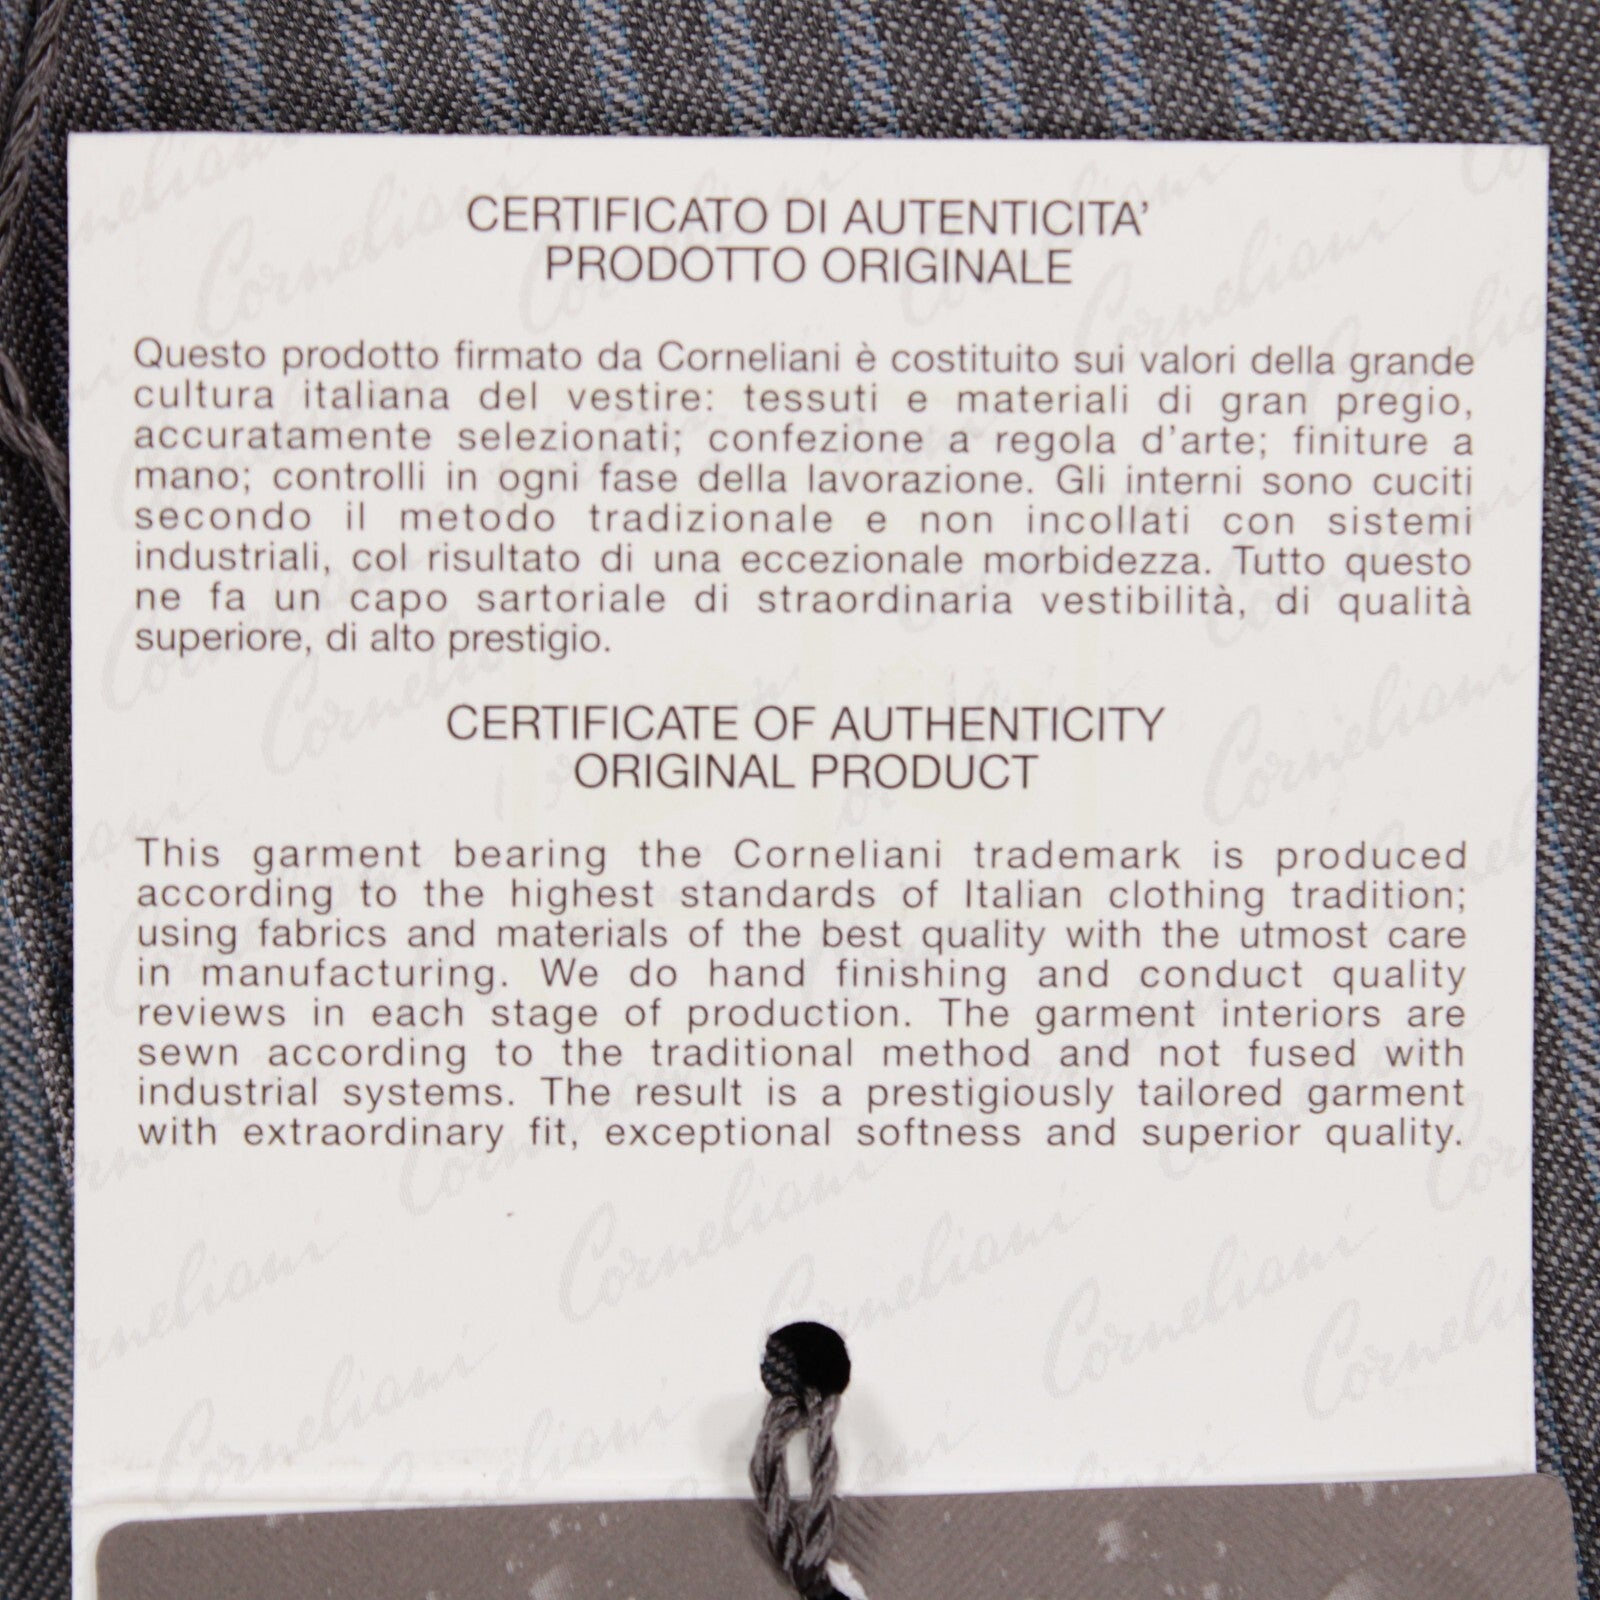 CERTIFICATO DI AUTENTICITA'
PRODOTTO ORIGINALE
Questo prodotto firmato da Corneliani è costituito sui valori della grande
cultura italiana del vestire: tessuti e materiali di gran pregio,
accuratamente selezionati; confezione a regola d'arte; finiture a
mano; controlli in ogni fase della lavorazione. Gli interni sono cuciti
secondo il metodo tradizionale e non incollati con sistemi
industriali, col risultato di una eccezionale morbidezza. Tutto questo
ne fa un capo sartoriale di straordinaria vestibilità, di qualità
superiore, di alto prestigio.
CERTIFICATE OF AUTHENTICITY
ORIGINAL PRODUCT
This garment bearing the Corneliani trademark is produced
according to the highest standards of Italian clothing tradition;
using fabrics and materials of the best quality with the utmost care
in manufacturing. We do hand finishing and conduct quality
reviews in each stage of production. The garment interiors are
sewn according to the traditional method and not fused with
industrial systems. The result is a prestigiously tailored garment
with extraordinary fit, exceptional softness and superior quality.